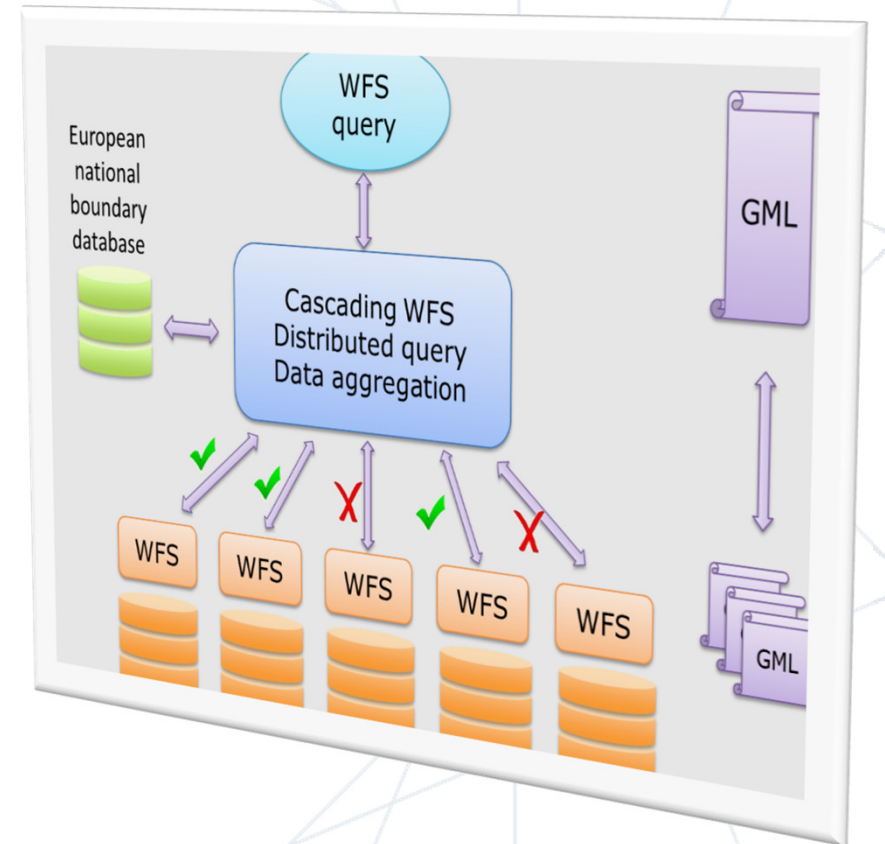 WFS
query
European
national
boundary
database
GML
Cascading WFS
Distributed query
Data aggregation
WFS
WFS
WFS
WFS
WFS
GML